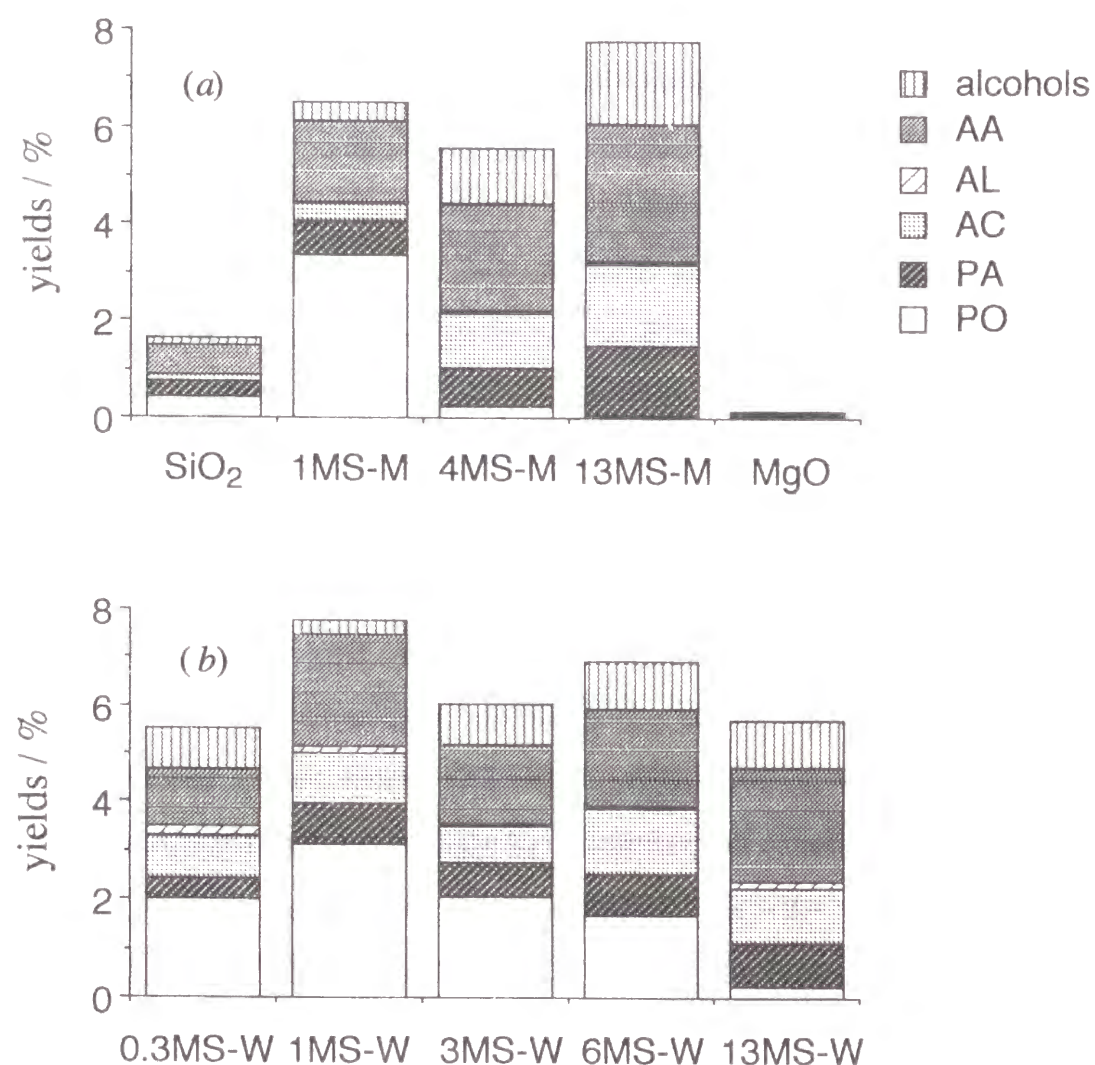 8
(a)
6
4
2
0
yields / %
SiO2 1MS-M 4MS-M 13MS-M MgO
alcohols
AA
AL
AC
PA
PO
8
(b)
6
4
2
0
yields / %
0.3MS-W 1MS-W 3MS-W 6MS-W 13MS-W